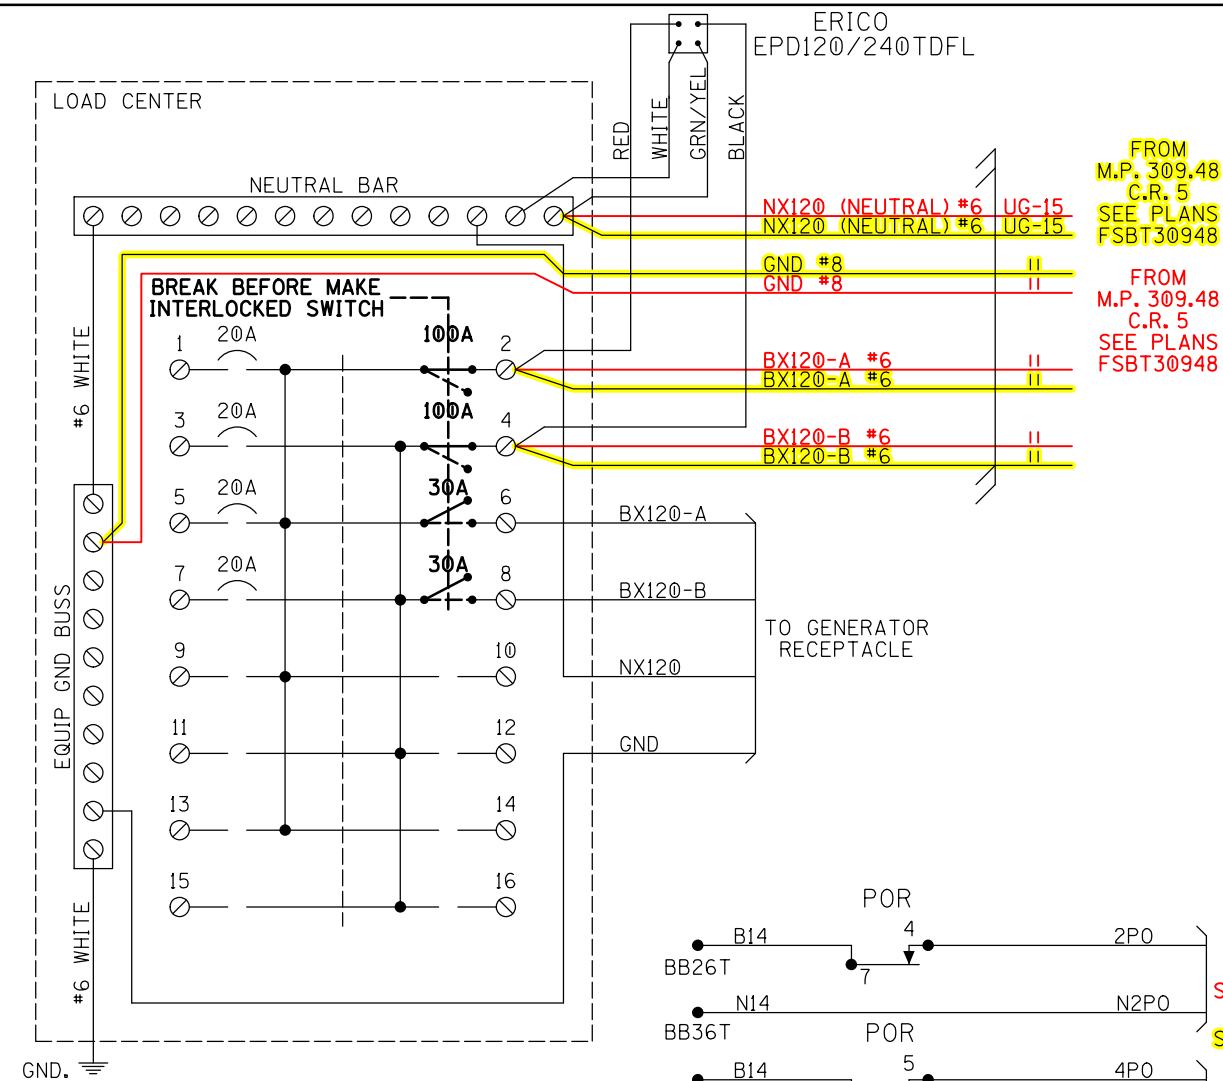 ERICO
EPD120/240TDFL
LOAD CENTER
RED
WHITE
GRN/YEL
BLACK
NEUTRAL BAR
NX120 (NEUTRAL) #6 UG-15
NX120 (NEUTRAL) #6 UG-15
GND #8 "
GND #8 "
FROM
M.P. 309.48
C.R. 5
SEE PLANS
FSBT30948
FROM
M.P. 309.48
C.R. 5
SEE PLANS
FSBT30948
BREAK BEFORE MAKE
INTERLOCKED SWITCH
#6 WHITE
1 20A 100A 2
BX120-A #6 "
BX120-A #6 "
3 20A 100A 4
BX120-B #6 "
BX120-B #6 "
5 20A 30A 6
BX120-A
7 20A 30A 8
BX120-B
EQUIP GND BUSS
TO GENERATOR
RECEPTACLE
9 10
NX120
11 12
GND
13 14
15 16
#6 WHITE
GND.
POR
B14 4 2PO
BB26T 7
S
N14 N2PO
BB36T POR
S
B14 5 4PO